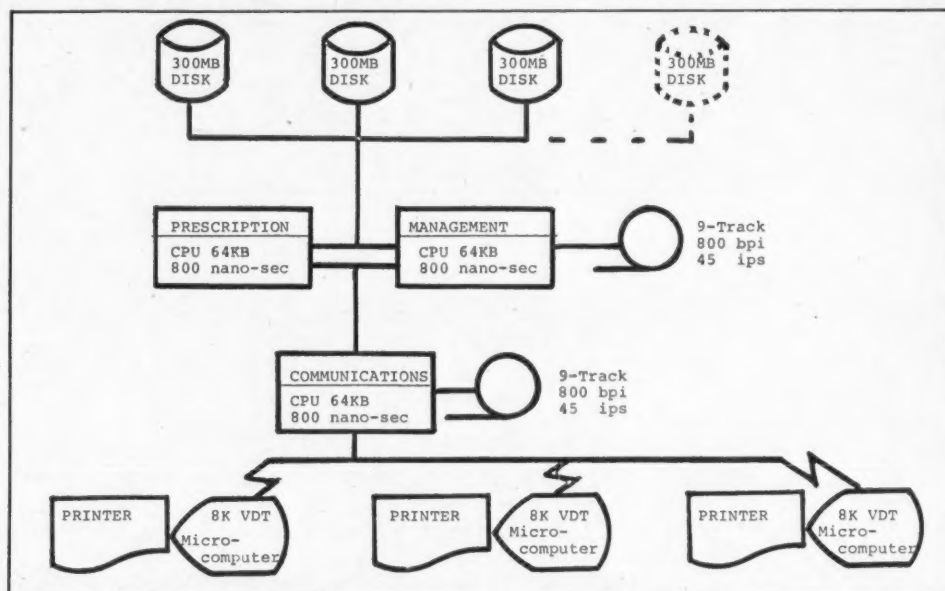 300MB
DISK
300MB
DISK
300MB
DISK
300MB
DISK
PRESCRIPTION
CPU 64KB
800 nano-sec
MANAGEMENT
CPU 64KB
800 nano-sec
9-Track
800 bpi
45 ips
COMMUNICATIONS
CPU 64KB
800 nano-sec
9-Track
800 bpi
45 ips
PRINTER
8K VDT
Micro-
computer
PRINTER
8K VDT
Micro-
computer
PRINTER
8K VDT
Micro-
computer